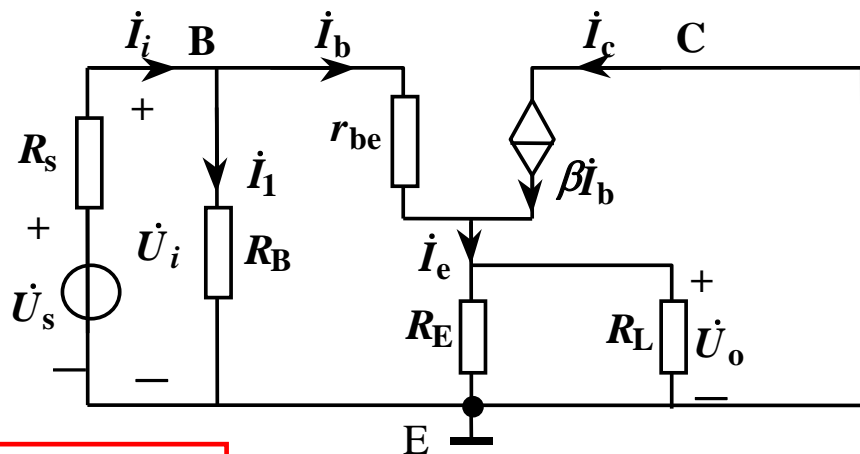 İi
B
İb
İc
C
+
Rs
rbe
İ1
βİb
+
U̇i
RB
İe
U̇s
RE
RL
+
U̇o
E